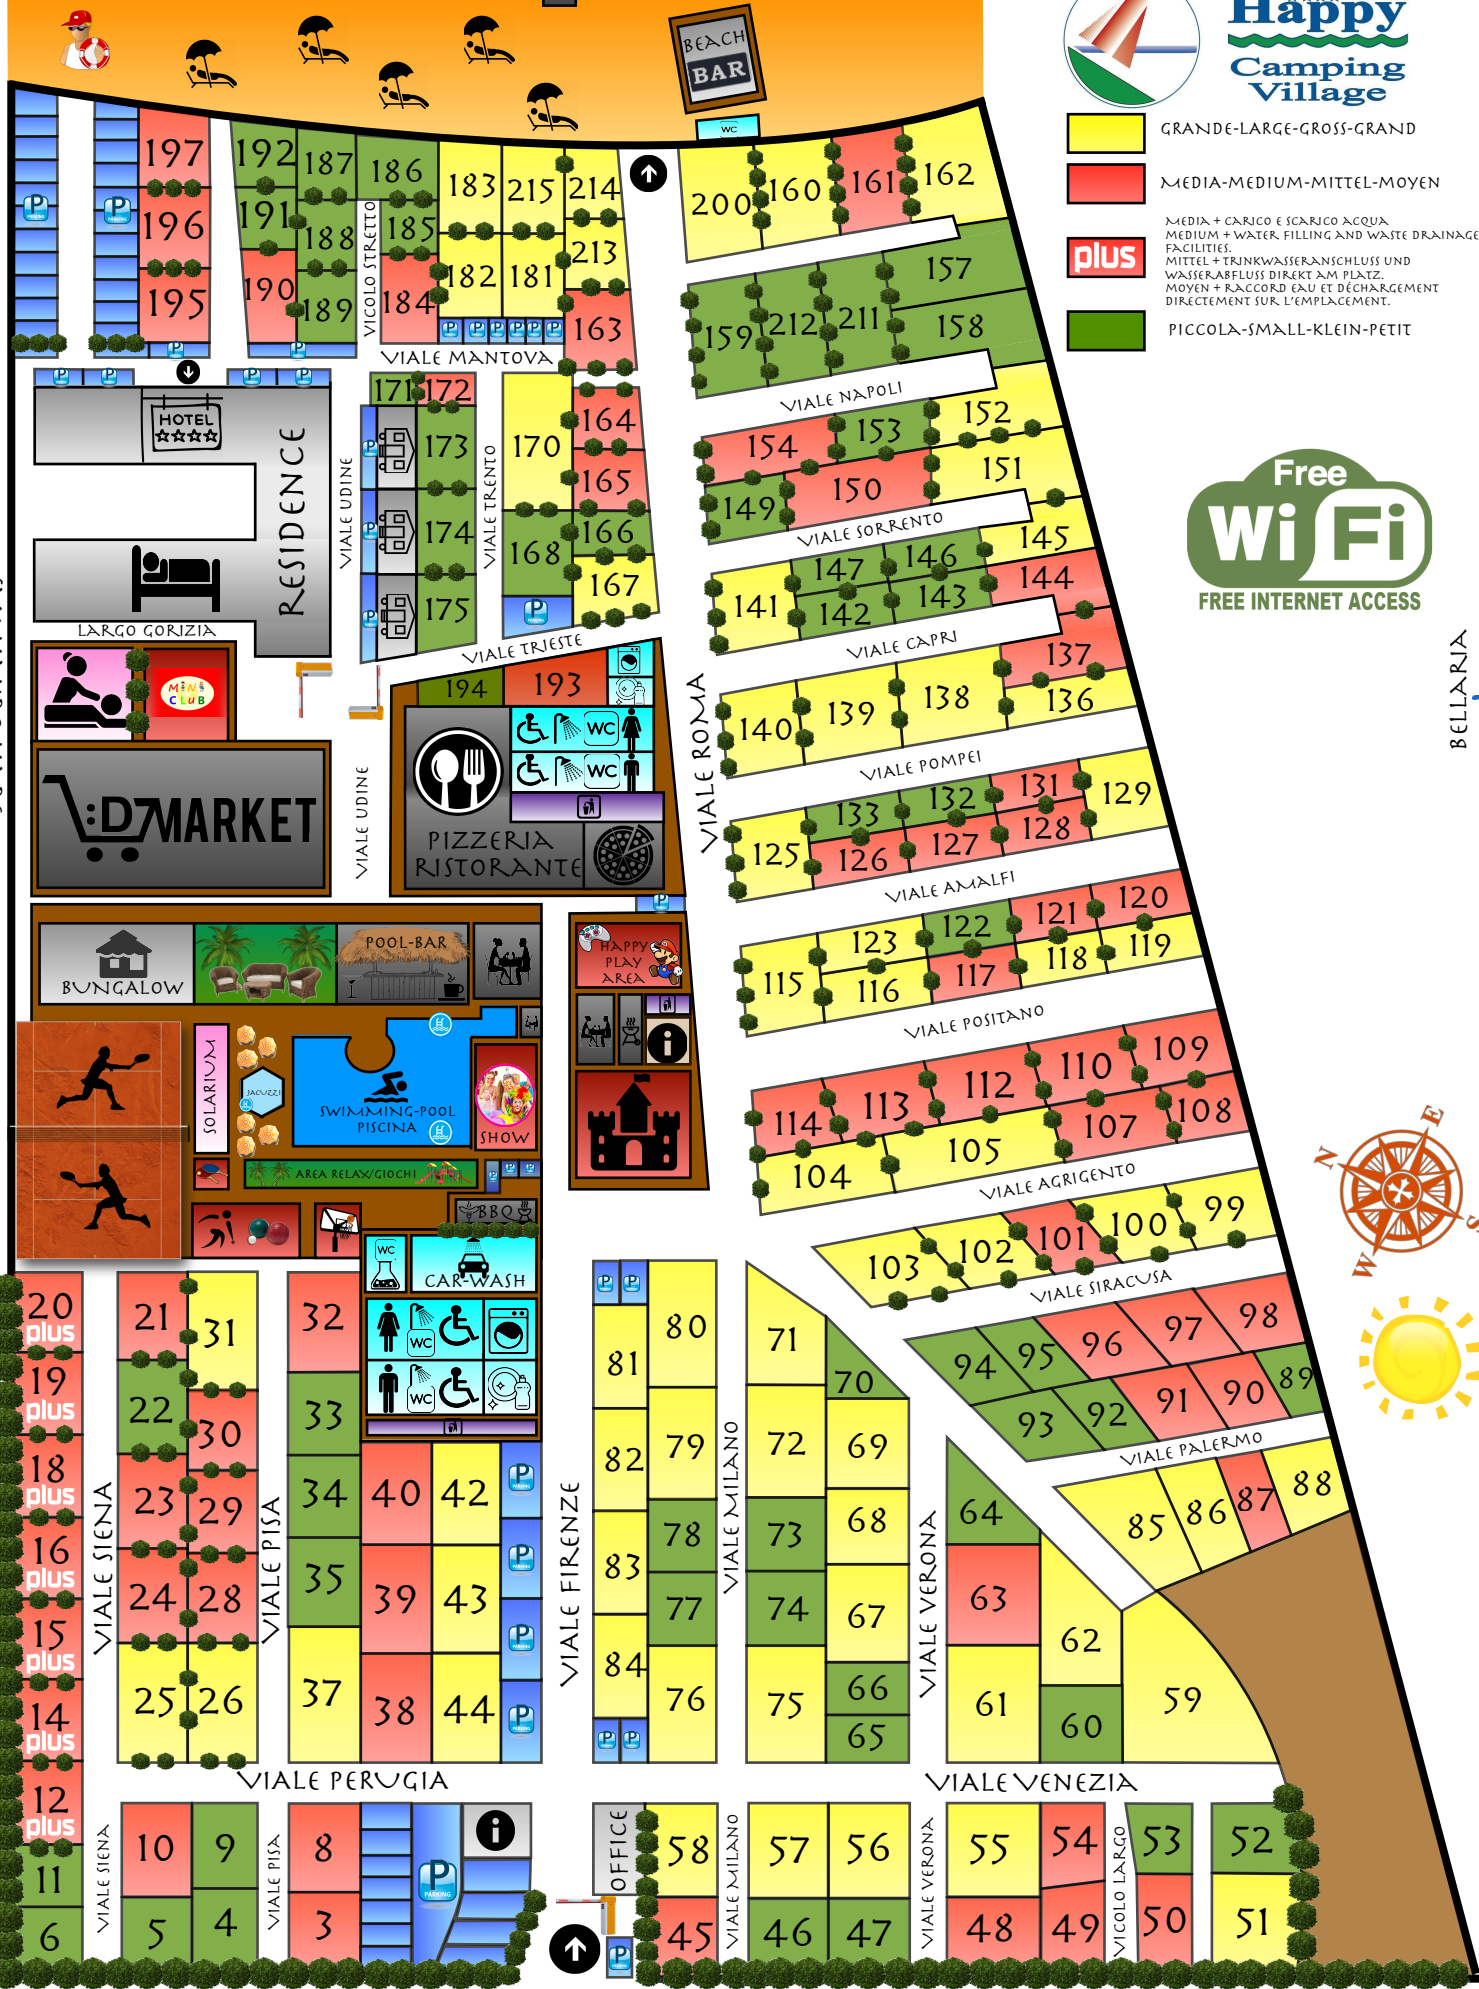 Happy
Camping
Village
BEACH
BAR
WC
GRANDE-LARGE-GROSS-GRAND
MEDIA-MEDIUM-MITTEL-MOYEN
plus
MEDIA + CARICO E SCARICO ACQUA
MEDIUM + WATER FILLING AND WASTE DRAINAGE
FACILITIES.
MITTEL + TRINKWASSERANSCHLUSS UND
WASSERABFLUSS DIREKT AM PLATZ.
MOYEN + RACCORD EAU ET DÉCHARGEMENT
DIRECTEMENT SUR L'EMPLACEMENT.
PICCOLA-SMALL-KLEIN-PETIT
Free
Wi Fi
FREE INTERNET ACCESS
BELLARIA
N
E
S
W
197
196
195
192
191
190
187
188
189
186
185
184
VICOLO STRETTO
183
215
214
182
181
213
163
P
PARKING
VIALE MANTOVA
200
160
161
162
157
159
212
211
158
VIALE NAPOLI
154
153
152
149
150
151
VIALE SORRENTO
147
146
145
141
142
143
144
VIALE CAPRI
137
140
139
138
136
VIALE POMPEI
133
132
131
129
125
126
127
128
VIALE AMALFI
123
122
121
120
115
116
117
118
119
VIALE POSITANO
114
113
112
110
109
104
105
107
108
VIALE AGRIGENTO
103
102
101
100
99
VIALE SIRACUSA
94
95
96
97
98
93
92
91
90
89
VIALE PALERMO
85
86
87
88
HOTEL
RESIDENCE
LARGO GORIZIA
VIALE UDINE
171
172
173
174
175
VIALE TRENTO
170
168
164
165
166
167
VIALE TRIESTE
VIALE ROMA
194
193
WC
WC
PIZZERIA
RISTORANTE
MINI
CLUB
:D7MARKET
VIALE UDINE
BUNGALOW
POOL-BAR
HAPPY
PLAY
AREA
i
SOLARIUM
JACUZZI
SWIMMING-POOL
PISCINA
SHOW
AREA RELAX/GIOCHI
BBQ
WC
CAR-WASH
WC
WC
20
plus
19
plus
18
plus
16
plus
15
plus
14
plus
12
plus
11
6
VIALE SIENA
21
22
23
24
25
31
30
29
28
26
VIALE PISA
32
33
34
35
37
40
39
38
42
43
44
VIALE FIRENZE
81
82
83
84
80
79
78
77
76
VIALE MILANO
71
72
73
74
75
70
69
68
67
66
65
VIALE VERONA
64
63
61
62
60
59
VIALE PERUGIA
VIALE VENEZIA
VIALE SIENA
10
9
5
4
VIALE PISA
8
3
P
PARKING
i
OFFICE
58
45
VIALE MILANO
57
56
46
47
VIALE VERONA
55
54
48
49
VICOLO LARGO
53
50
52
51